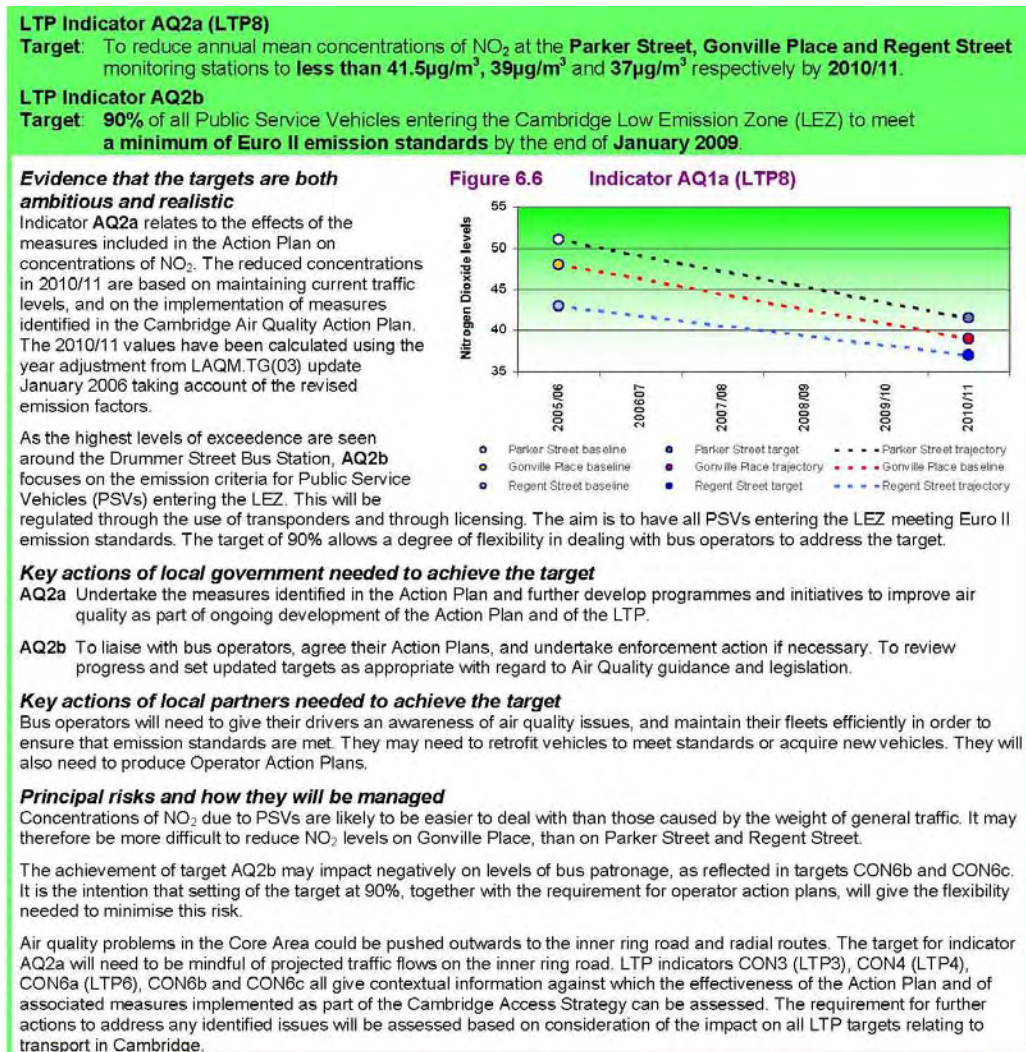 LTP Indicator AQ2a (LTP8)
Target: To reduce annual mean concentrations of NO₂ at the Parker Street, Gonville Place and Regent Street
monitoring stations to less than 41.5µg/m³, 39µg/m³ and 37µg/m³ respectively by 2010/11.
LTP Indicator AQ2b
Target: 90% of all Public Service Vehicles entering the Cambridge Low Emission Zone (LEZ) to meet
a minimum of Euro II emission standards by the end of January 2009.
Evidence that the targets are both
ambitious and realistic
Indicator AQ2a relates to the effects of the
measures included in the Action Plan on
concentrations of NO₂. The reduced concentrations
in 2010/11 are based on maintaining current traffic
levels, and on the implementation of measures
identified in the Cambridge Air Quality Action Plan.
The 2010/11 values have been calculated using the
year adjustment from LAQM.TG(03) update
January 2006 taking account of the revised
emission factors.
As the highest levels of exceedence are seen
around the Drummer Street Bus Station, AQ2b
focuses on the emission criteria for Public Service
Vehicles (PSVs) entering the LEZ. This will be
Figure 6.6 Indicator AQ1a (LTP8)
Nitrogen Dioxide levels
55
50
45
40
35
2005/06
200607
2007/08
2008/09
2009/10
2010/11
Parker Street baseline Parker Street target Parker Street trajectory
Gonville Place baseline Gonville Place trajectory Gonville Place baseline
Regent Street baseline Regent Street target Regent Street trajectory
regulated through the use of transponders and through licensing. The aim is to have all PSVs entering the LEZ meeting Euro II
emission standards. The target of 90% allows a degree of flexibility in dealing with bus operators to address the target.
Key actions of local government needed to achieve the target
AQ2a Undertake the measures identified in the Action Plan and further develop programmes and initiatives to improve air
quality as part of ongoing development of the Action Plan and of the LTP.
AQ2b To liaise with bus operators, agree their Action Plans, and undertake enforcement action if necessary. To review
progress and set updated targets as appropriate with regard to Air Quality guidance and legislation.
Key actions of local partners needed to achieve the target
Bus operators will need to give their drivers an awareness of air quality issues, and maintain their fleets efficiently in order to
ensure that emission standards are met. They may need to retrofit vehicles to meet standards or acquire new vehicles. They will
also need to produce Operator Action Plans.
Principal risks and how they will be managed
Concentrations of NO₂ due to PSVs are likely to be easier to deal with than those caused by the weight of general traffic. It may
therefore be more difficult to reduce NO₂ levels on Gonville Place, than on Parker Street and Regent Street.
The achievement of target AQ2b may impact negatively on levels of bus patronage, as reflected in targets CON6b and CON6c.
It is the intention that setting of the target at 90%, together with the requirement for operator action plans, will give the flexibility
needed to minimise this risk.
Air quality problems in the Core Area could be pushed outwards to the inner ring road and radial routes. The target for indicator
AQ2a will need to be mindful of projected traffic flows on the inner ring road. LTP indicators CON3 (LTP3), CON4 (LTP4),
CON6a (LTP6), CON6b and CON6c all give contextual information against which the effectiveness of the Action Plan and of
associated measures implemented as part of the Cambridge Access Strategy can be assessed. The requirement for further
actions to address any identified issues will be assessed based on consideration of the impact on all LTP targets relating to
transport in Cambridge.